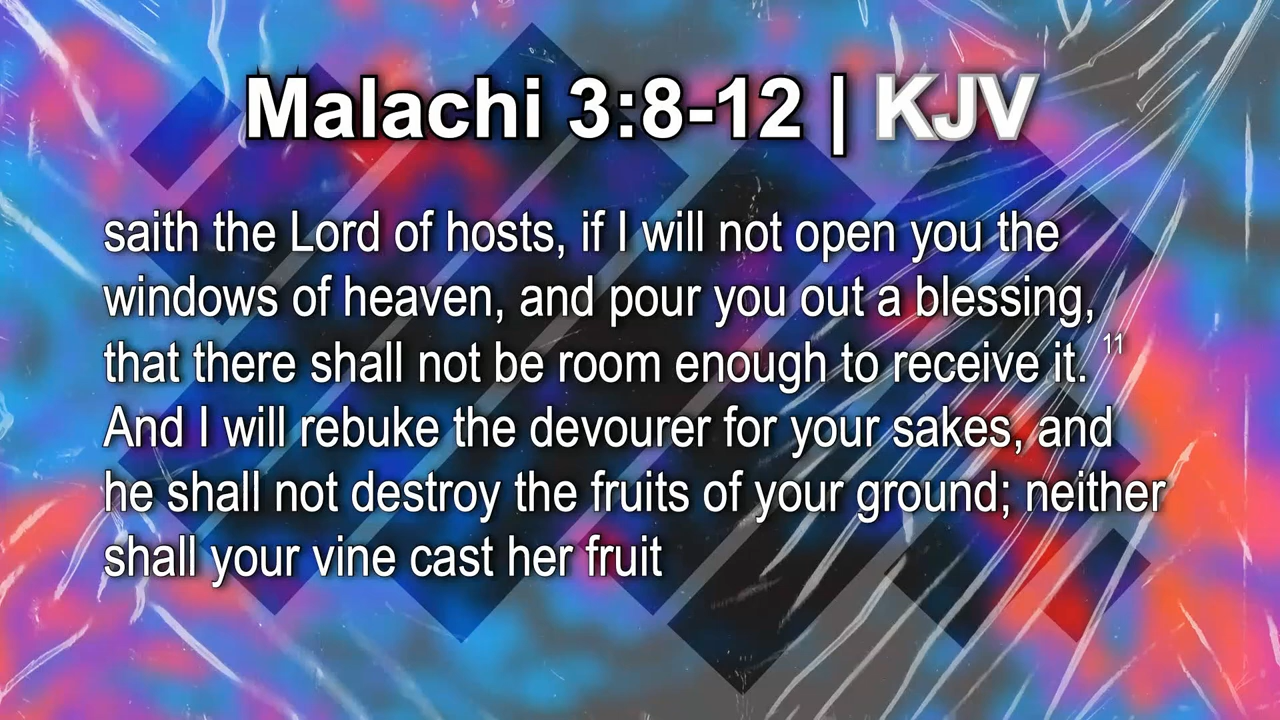 Malachi 3:8-12 | KJV
saith the Lord of hosts, if I will not open you the
windows of heaven, and pour you out a blessing,
that there shall not be room enough to receive it. 11
And I will rebuke the devourer for your sakes, and
he shall not destroy the fruits of your ground; neither
shall your vine cast her fruit